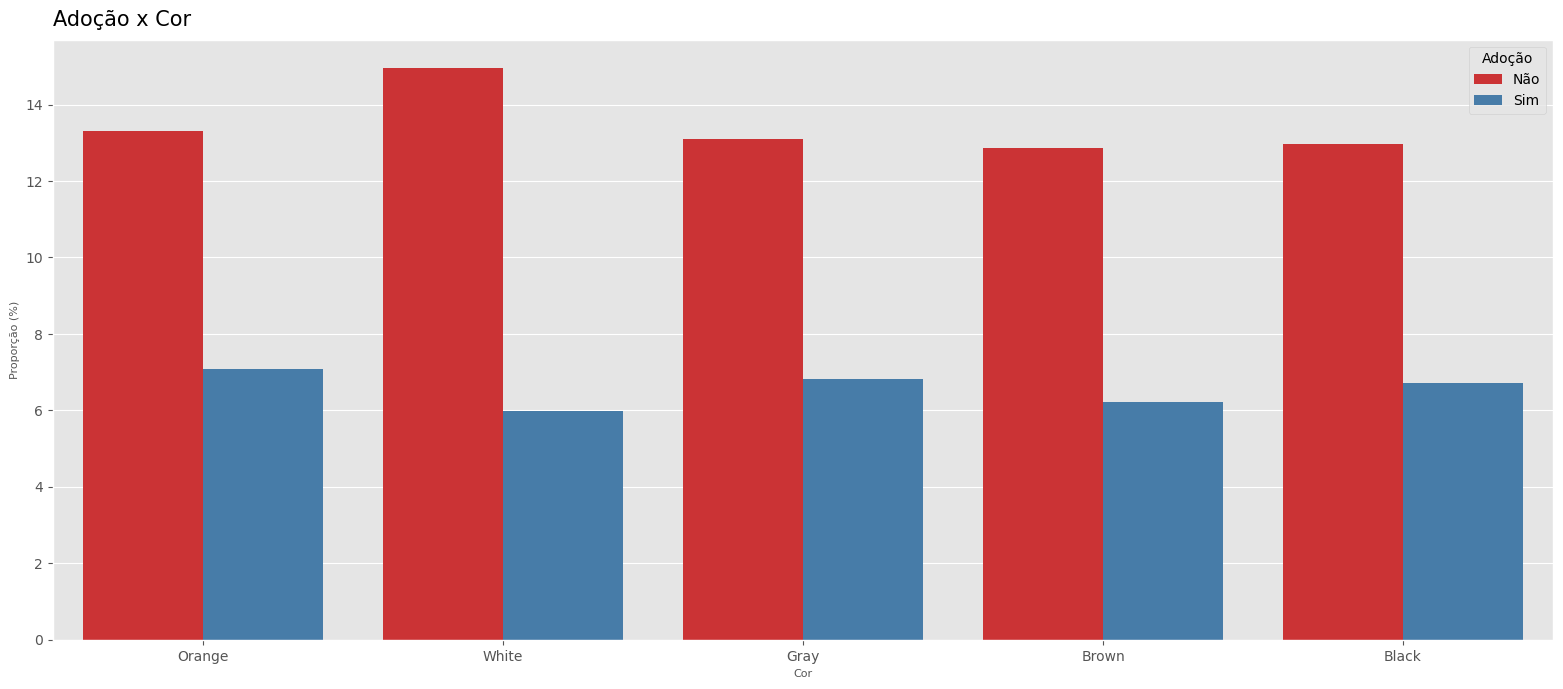 Adoção x Cor
Adoção
Não
Sim
Proporção (%)
14
12
10
8
6
4
2
0
Orange White Gray Brown Black
Cor